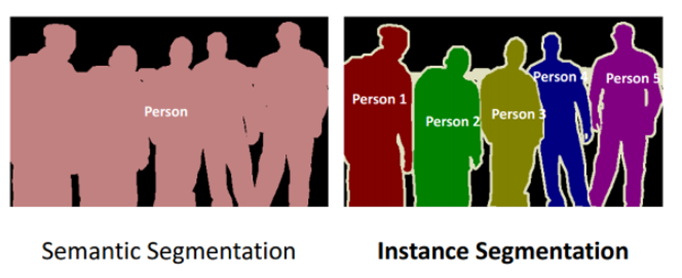 Person
Person 1
Person 2
Person 3
Person 4
Person 5
Semantic Segmentation
Instance Segmentation